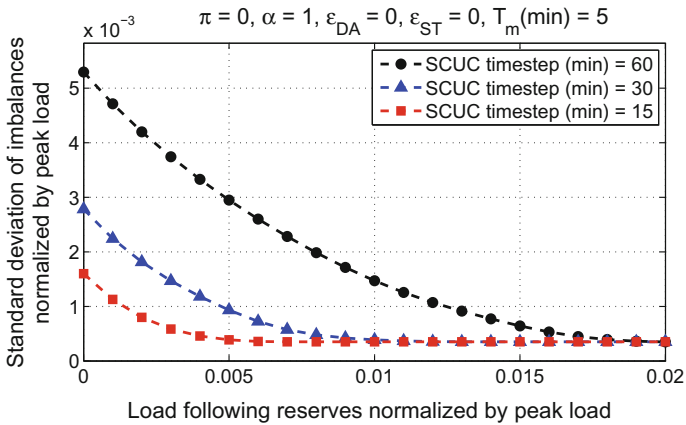 π = 0, α = 1, ε_DA = 0, ε_ST = 0, T_m(min) = 5
x 10⁻³
SCUC timestep (min) = 60
SCUC timestep (min) = 30
SCUC timestep (min) = 15
5
4
3
2
1
0
Standard deviation of imbalances
normalized by peak load
0 0.005 0.01 0.015 0.02
Load following reserves normalized by peak load